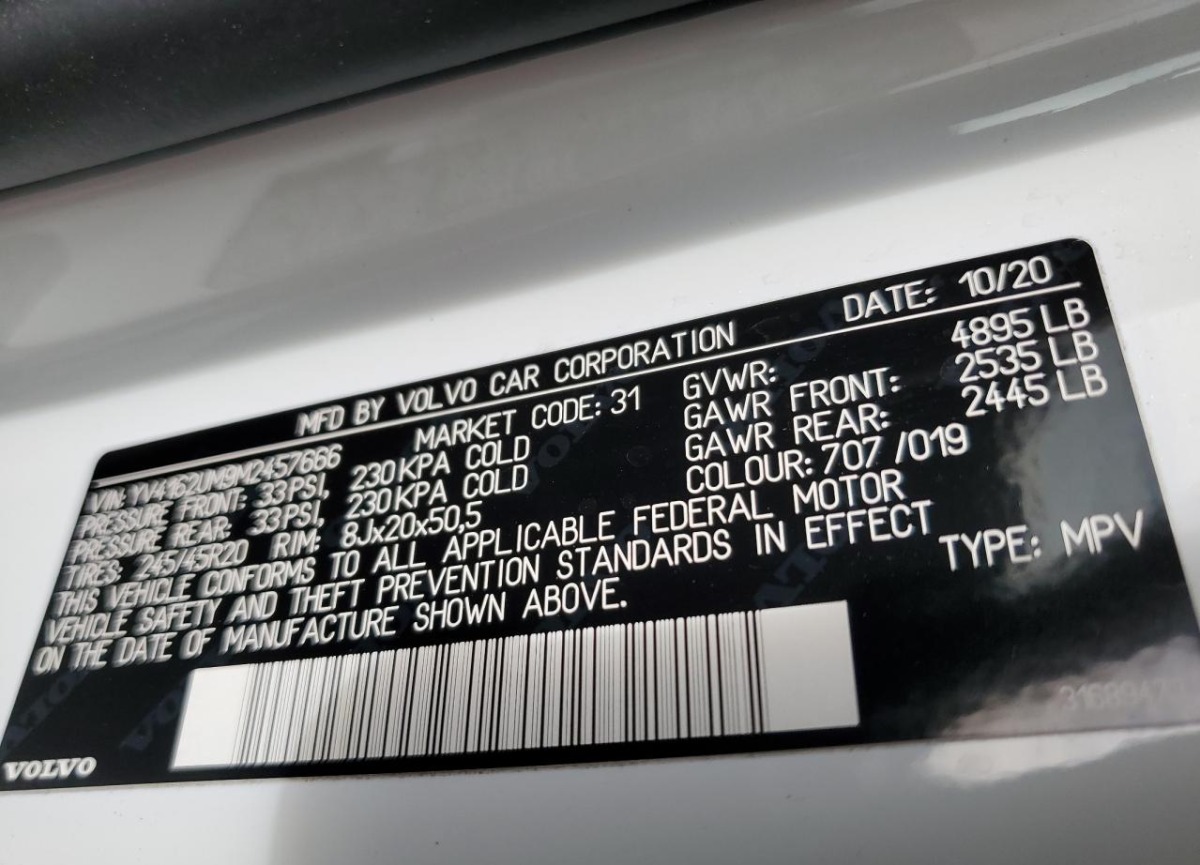 MFD BY VOLVO CAR CORPORATION DATE: 10/20
VIN: YV4162UM9M2457666 MARKET CODE: 31 GVWR: 4895 LB
PRESSURE FRONT: 33PSI, 230KPA COLD GAWR FRONT: 2535 LB
PRESSURE REAR: 33PSI, 230KPA COLD GAWR REAR: 2445 LB
TIRES: 245/45R20 RIM: 8Jx20x50,5 COLOUR: 707 /019
THIS VEHICLE CONFORMS TO ALL APPLICABLE FEDERAL MOTOR
VEHICLE SAFETY AND THEFT PREVENTION STANDARDS IN EFFECT
ON THE DATE OF MANUFACTURE SHOWN ABOVE. TYPE: MPV
VOLVO